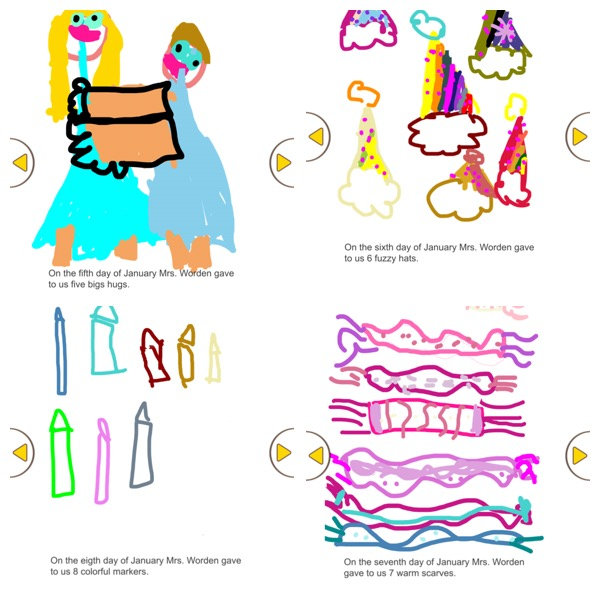 On the fifth day of January Mrs. Worden gave
to us five bigs hugs.
On the sixth day of January Mrs. Worden gave
to us 6 fuzzy hats.
On the eigth day of January Mrs. Worden gave
to us 8 colorful markers.
On the seventh day of January Mrs. Worden
gave to us 7 warm scarves.